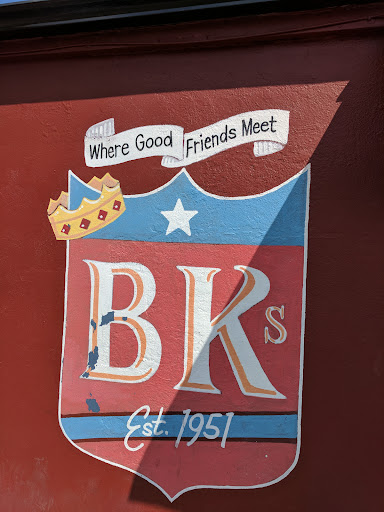 Where Good Friends Meet
BKs
Est. 1951